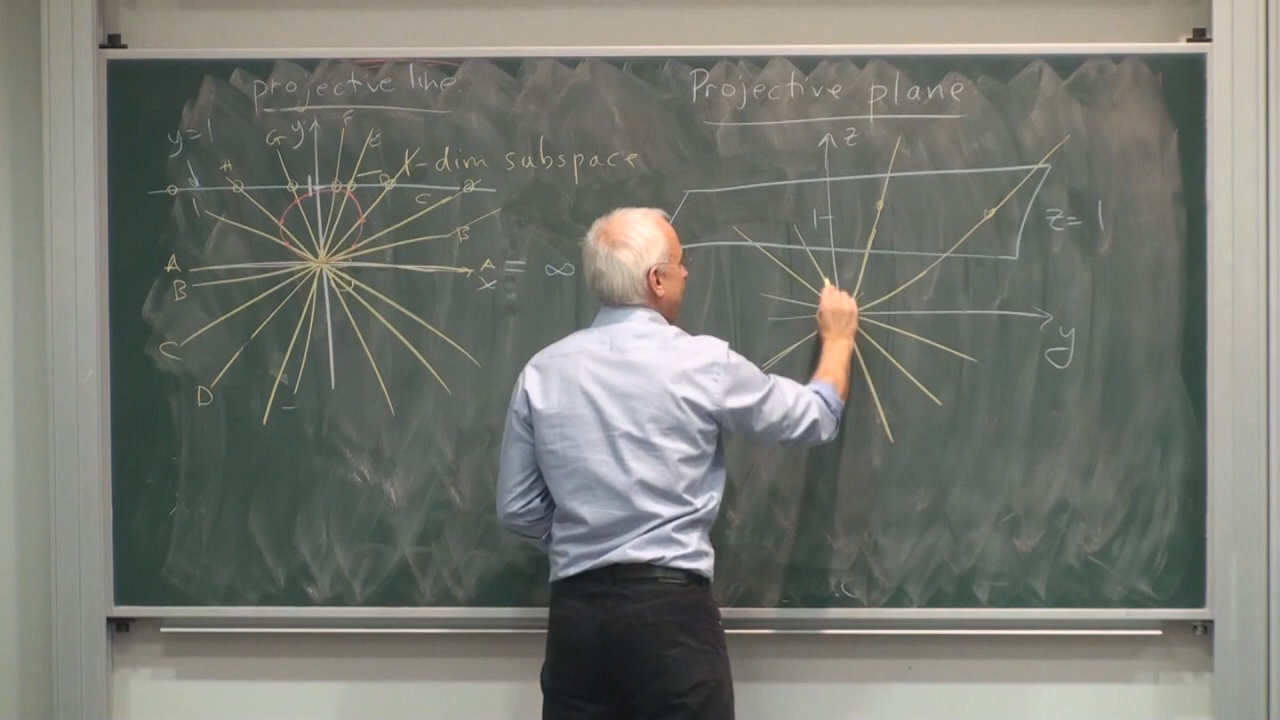 projective line
Projective plane
y=1
G
y
F
E
1-dim subspace
H
D
C
B
A
B
A
x
= ∞
C
D
z
1
z=1
y